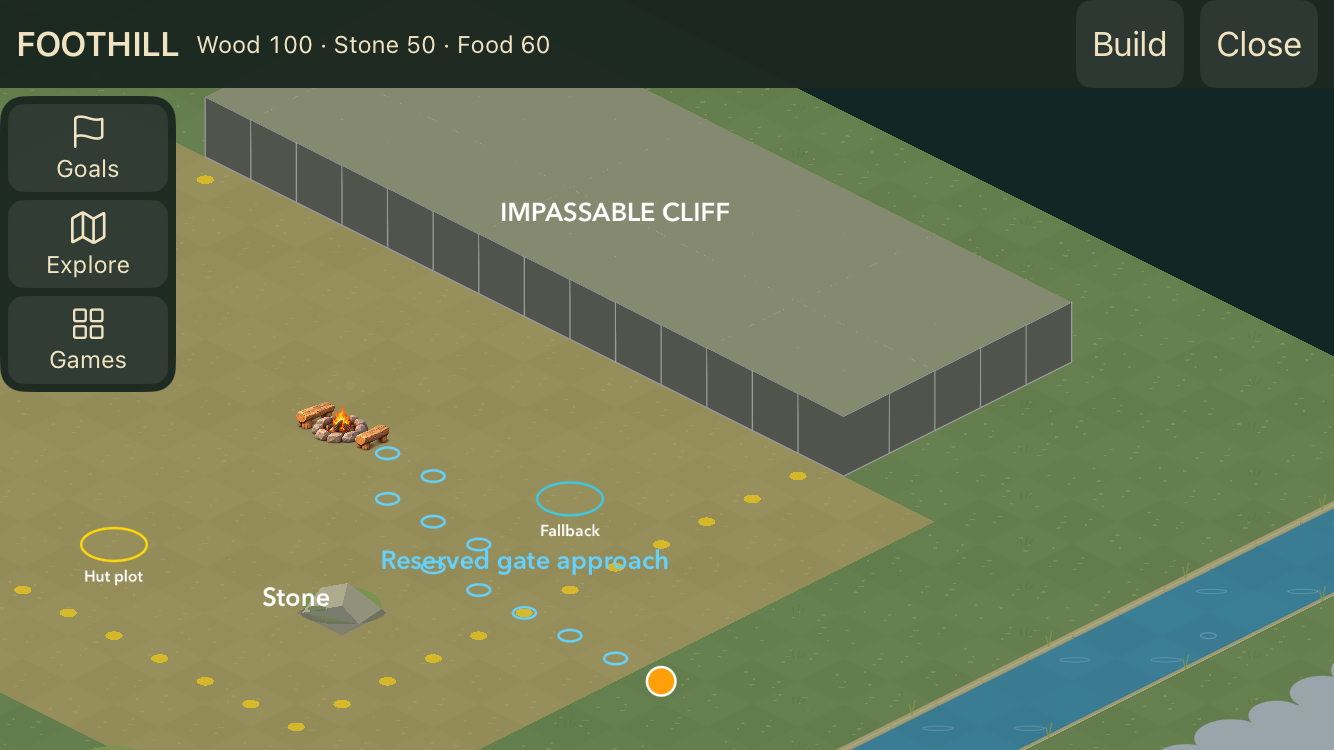 FOOTHILL Wood 100 · Stone 50 · Food 60
Build
Close
Goals
Explore
Games
IMPASSABLE CLIFF
Fallback
Reserved gate approach
Hut plot
Stone